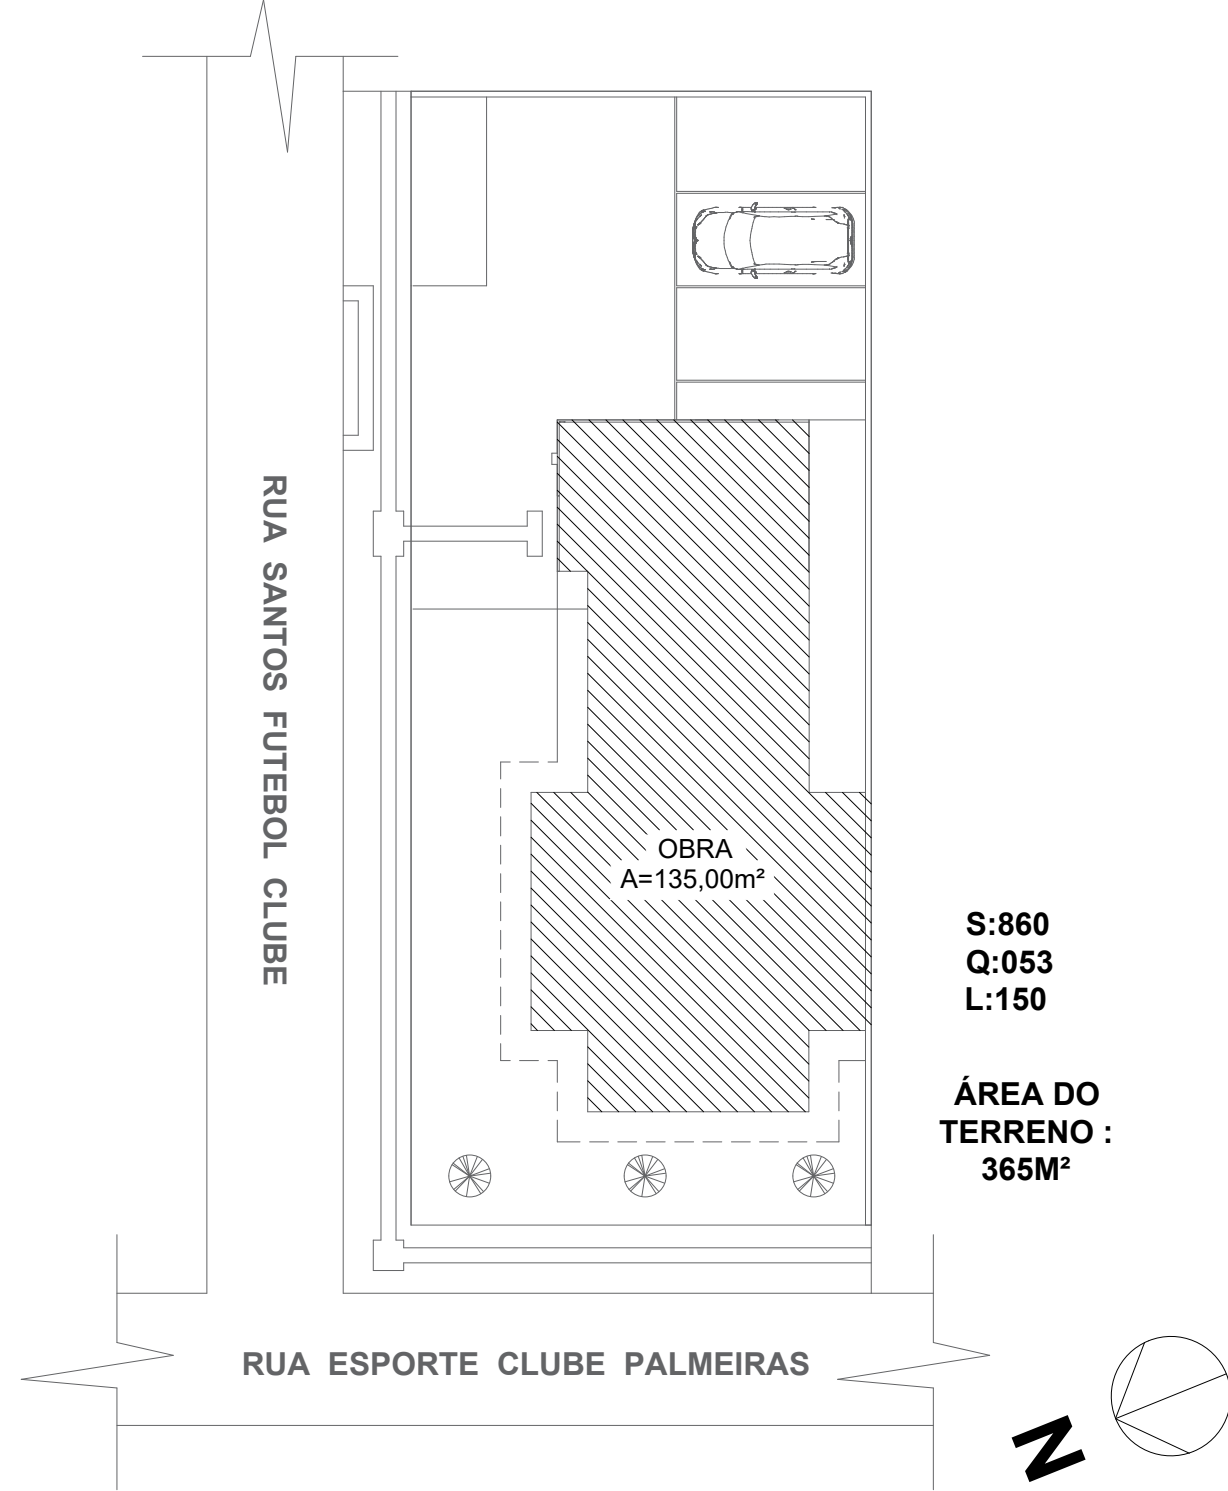 RUA SANTOS FUTEBOL CLUBE
OBRA
A=135,00m²
S:860
Q:053
L:150
ÁREA DO
TERRENO :
365M²
RUA ESPORTE CLUBE PALMEIRAS
N